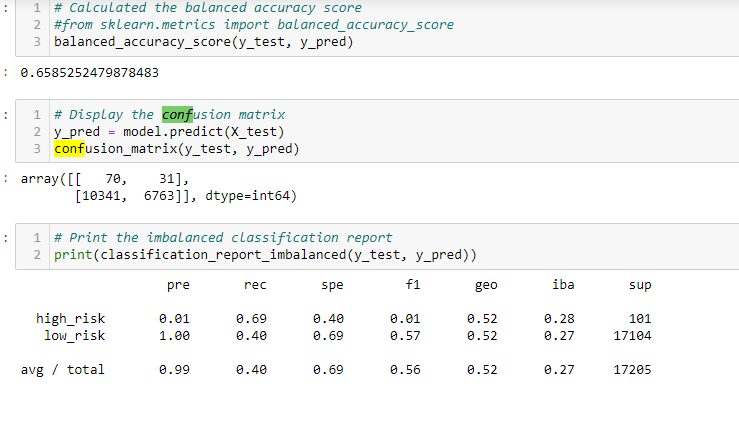 : 1 # Calculated the balanced accuracy score
2 #from sklearn.metrics import balanced_accuracy_score
3 balanced_accuracy_score(y_test, y_pred)
: 0.6585252479878483
: 1 # Display the confusion matrix
2 y_pred = model.predict(X_test)
3 confusion_matrix(y_test, y_pred)
: array([[   70,    31],
[10341,  6763]], dtype=int64)
: 1 # Print the imbalanced classification report
2 print(classification_report_imbalanced(y_test, y_pred))
pre rec spe f1 geo iba sup
high_risk 0.01 0.69 0.40 0.01 0.52 0.28 101
low_risk 1.00 0.40 0.69 0.57 0.52 0.27 17104
avg / total 0.99 0.40 0.69 0.56 0.52 0.27 17205